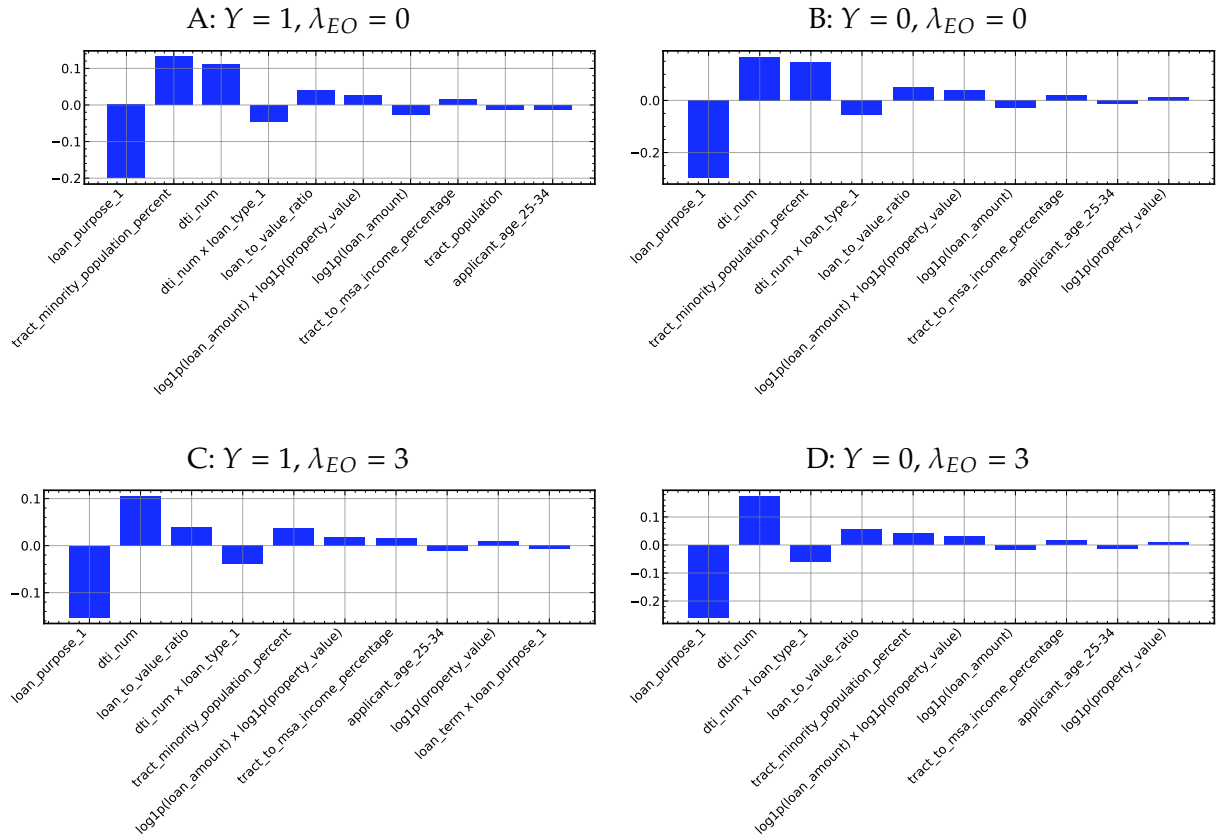 A: Y = 1, λ_EO = 0
0.1
0.0
−0.1
−0.2
loan_purpose_1
tract_minority_population_percent
dti_num
dti_num x loan_type_1
loan_to_value_ratio
log1p(loan_amount) x log1p(property_value)
log1p(loan_amount)
tract_to_msa_income_percentage
tract_population
applicant_age_25-34
B: Y = 0, λ_EO = 0
0.0
−0.2
loan_purpose_1
dti_num
tract_minority_population_percent
dti_num x loan_type_1
loan_to_value_ratio
log1p(loan_amount) x log1p(property_value)
log1p(loan_amount)
tract_to_msa_income_percentage
applicant_age_25-34
log1p(property_value)
C: Y = 1, λ_EO = 3
0.1
0.0
−0.1
loan_purpose_1
dti_num
loan_to_value_ratio
dti_num x loan_type_1
tract_minority_population_percent
log1p(loan_amount) x log1p(property_value)
tract_to_msa_income_percentage
applicant_age_25-34
log1p(property_value)
loan_term x loan_purpose_1
D: Y = 0, λ_EO = 3
0.1
0.0
−0.1
−0.2
loan_purpose_1
dti_num
dti_num x loan_type_1
loan_to_value_ratio
tract_minority_population_percent
log1p(loan_amount) x log1p(property_value)
log1p(loan_amount)
tract_to_msa_income_percentage
applicant_age_25-34
log1p(property_value)